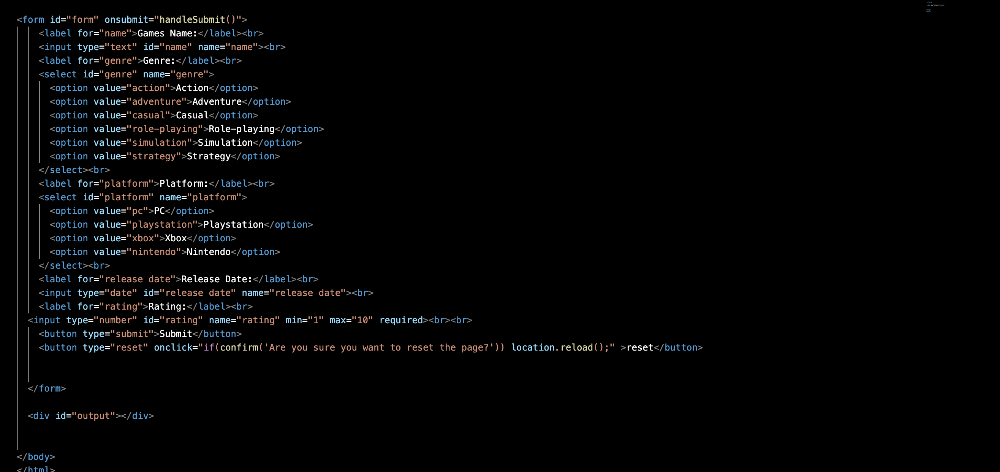 <form id="form" onsubmit="handleSubmit()">
<label for="name">Games Name:</label><br>
<input type="text" id="name" name="name"><br>
<label for="genre">Genre:</label><br>
<select id="genre" name="genre">
<option value="action">Action</option>
<option value="adventure">Adventure</option>
<option value="casual">Casual</option>
<option value="role-playing">Role-playing</option>
<option value="simulation">Simulation</option>
<option value="strategy">Strategy</option>
</select><br>
<label for="platform">Platform:</label><br>
<select id="platform" name="platform">
<option value="pc">PC</option>
<option value="playstation">Playstation</option>
<option value="xbox">Xbox</option>
<option value="nintendo">Nintendo</option>
</select><br>
<label for="release date">Release Date:</label><br>
<input type="date" id="release date" name="release date"><br>
<label for="rating">Rating:</label><br>
<input type="number" id="rating" name="rating" min="1" max="10" required><br><br>
<button type="submit">Submit</button>
<button type="reset" onclick="if(confirm('Are you sure you want to reset the page?')) location.reload();" >reset</button>
</form>
<div id="output"></div>
</body>
</html>